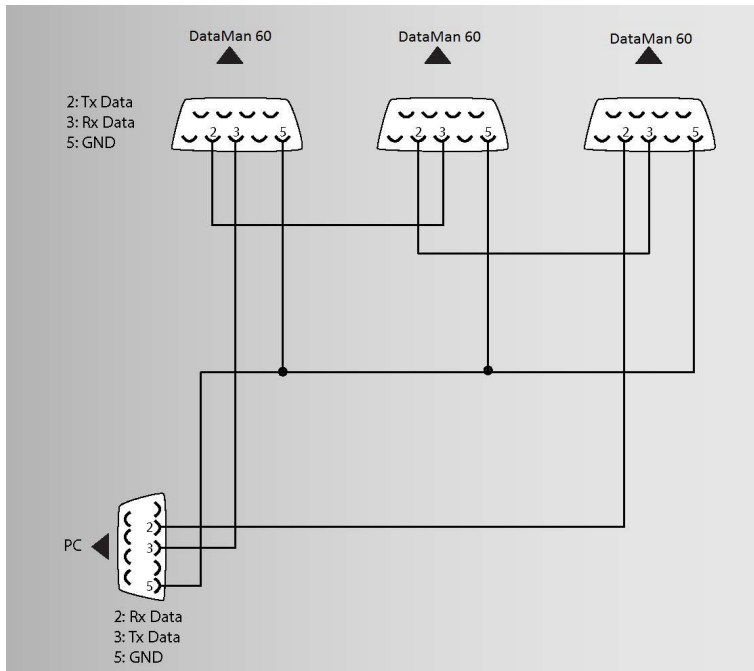 DataMan 60
DataMan 60
DataMan 60
2: Tx Data
3: Rx Data
5: GND
2 3 5
2 3 5
2 3 5
PC
2
3
5
2: Rx Data
3: Tx Data
5: GND